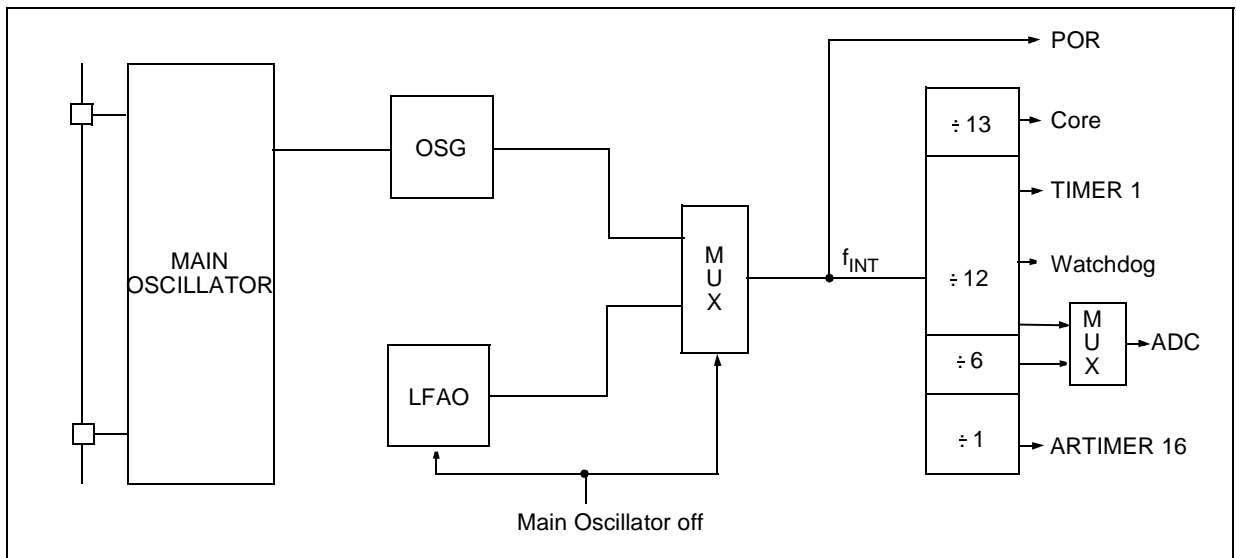 POR
÷ 13
Core
OSG
TIMER 1
MAIN
OSCILLATOR
M
U
X
fINT
÷ 12
Watchdog
M
U
X
ADC
LFAO
÷ 6
÷ 1
ARTIMER 16
Main Oscillator off